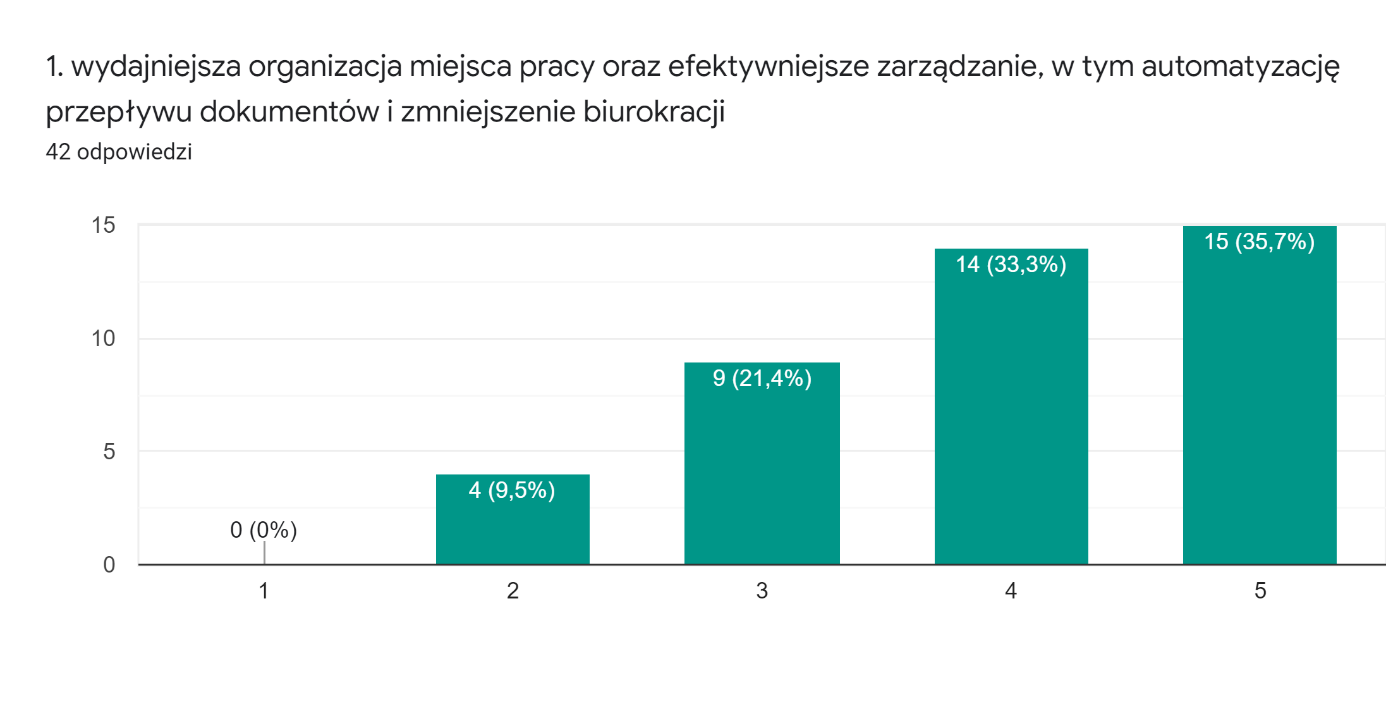 1. wydajniejsza organizacja miejsca pracy oraz efektywniejsze zarządzanie, w tym automatyzację
przepływu dokumentów i zmniejszenie biurokracji
42 odpowiedzi
15
10
5
0
0 (0%)
4 (9,5%)
9 (21,4%)
14 (33,3%)
15 (35,7%)
1 2 3 4 5